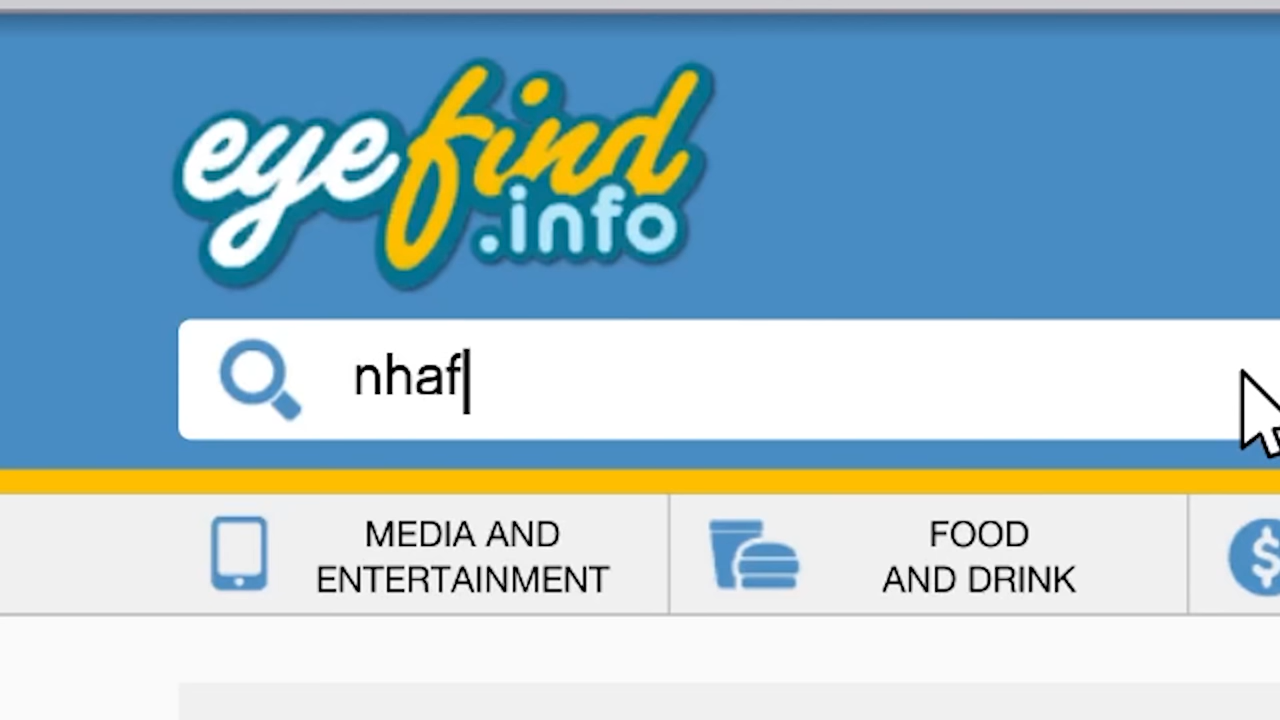 eyefind
.info
nhaf
MEDIA AND
ENTERTAINMENT
FOOD
AND DRINK
$